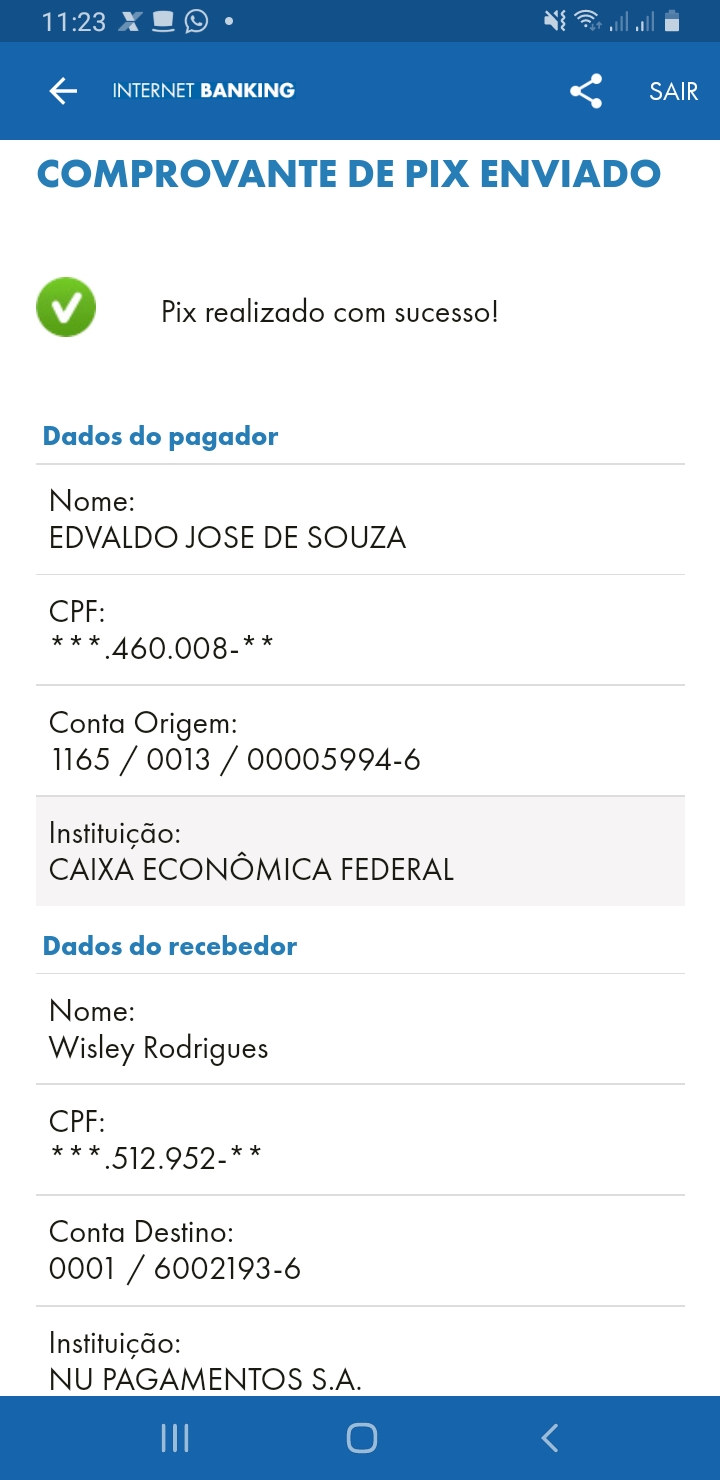 11:23
INTERNET BANKING
SAIR
COMPROVANTE DE PIX ENVIADO
Pix realizado com sucesso!
Dados do pagador
Nome:
EDVALDO JOSE DE SOUZA
CPF:
***.460.008-**
Conta Origem:
1165 / 0013 / 00005994-6
Instituição:
CAIXA ECONÔMICA FEDERAL
Dados do recebedor
Nome:
Wisley Rodrigues
CPF:
***.512.952-**
Conta Destino:
0001 / 6002193-6
Instituição:
NU PAGAMENTOS S.A.